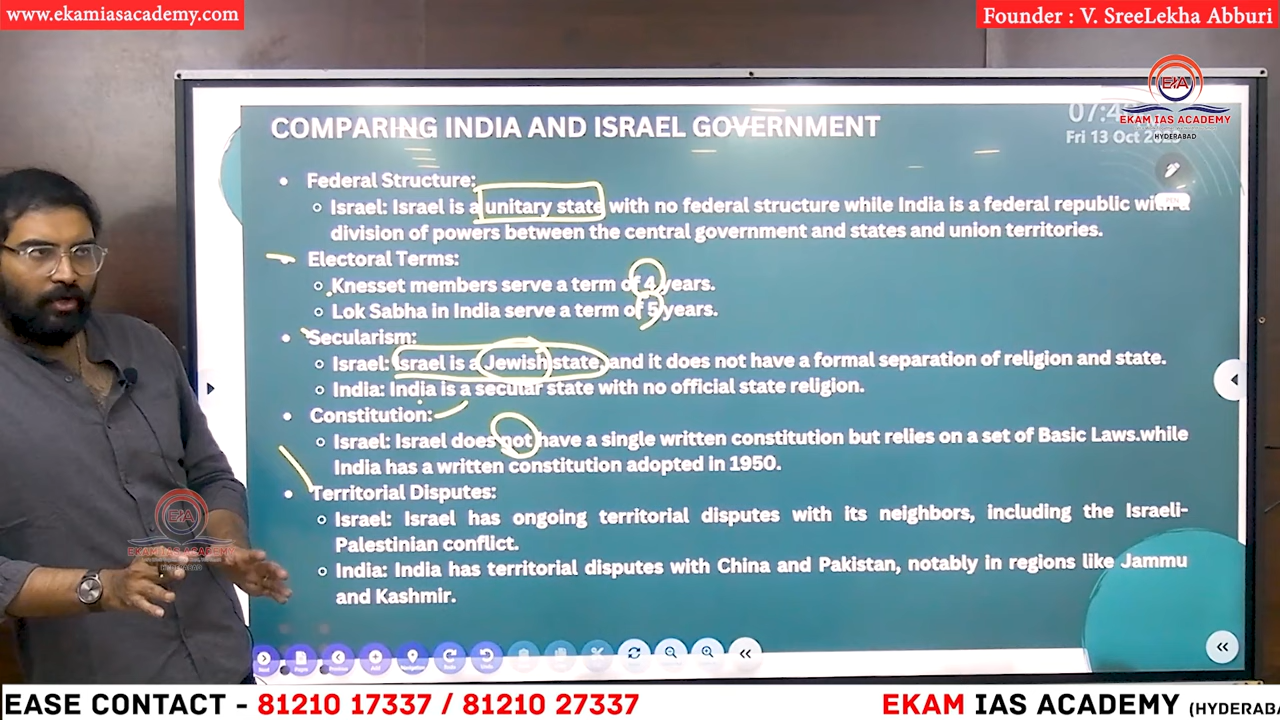 www.ekamiasacademy.com
Founder : V. SreeLekha Abburi
EKAM IAS ACADEMY
HYDERABAD
Fri 13 Oct
COMPARING INDIA AND ISRAEL GOVERNMENT
• Federal Structure:
Israel: Israel is a unitary state with no federal structure while India is a federal republic with a
division of powers between the central government and states and union territories.
Electoral Terms:
Knesset members serve a term of 4 years.
Lok Sabha in India serve a term of 5 years.
• Secularism:
Israel: Israel is a Jewish state, and it does not have a formal separation of religion and state.
India: India is a secular state with no official state religion.
• Constitution:
Israel: Israel does not have a single written constitution but relies on a set of Basic Laws.while
India has a written constitution adopted in 1950.
• Territorial Disputes:
Israel: Israel has ongoing territorial disputes with its neighbors, including the Israeli-
Palestinian conflict.
India: India has territorial disputes with China and Pakistan, notably in regions like Jammu
and Kashmir.
EIA
EKAM IAS ACADEMY
HYDERABAD
EASE CONTACT - 81210 17337 / 81210 27337
EKAM IAS ACADEMY (HYDERABA